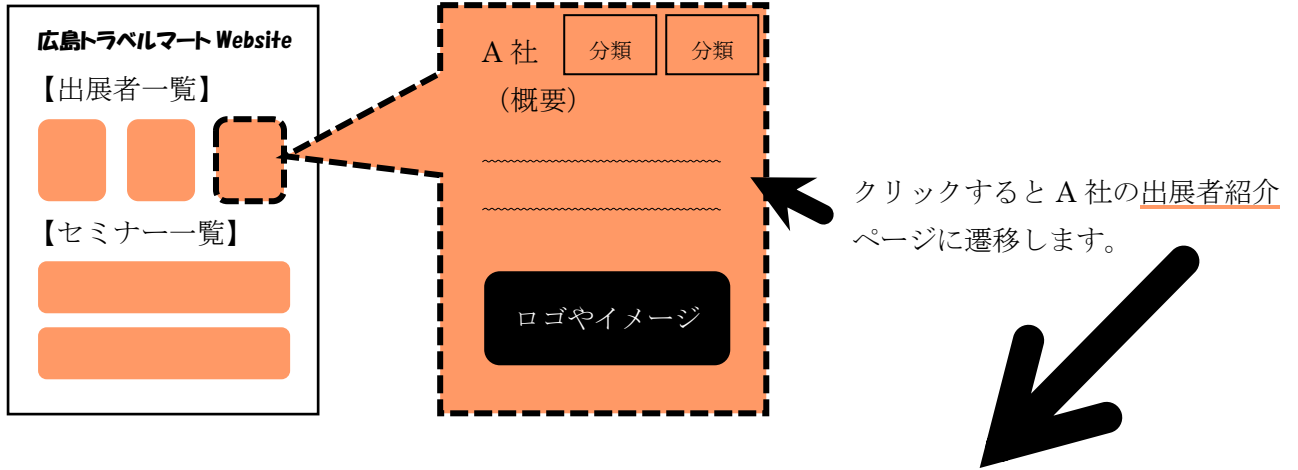 広島トラベルマート Website
【出展者一覧】
【セミナー一覧】
A 社 分類 分類
（概要）
ロゴやイメージ
クリックすると A 社の出展者紹介
ページに遷移します。